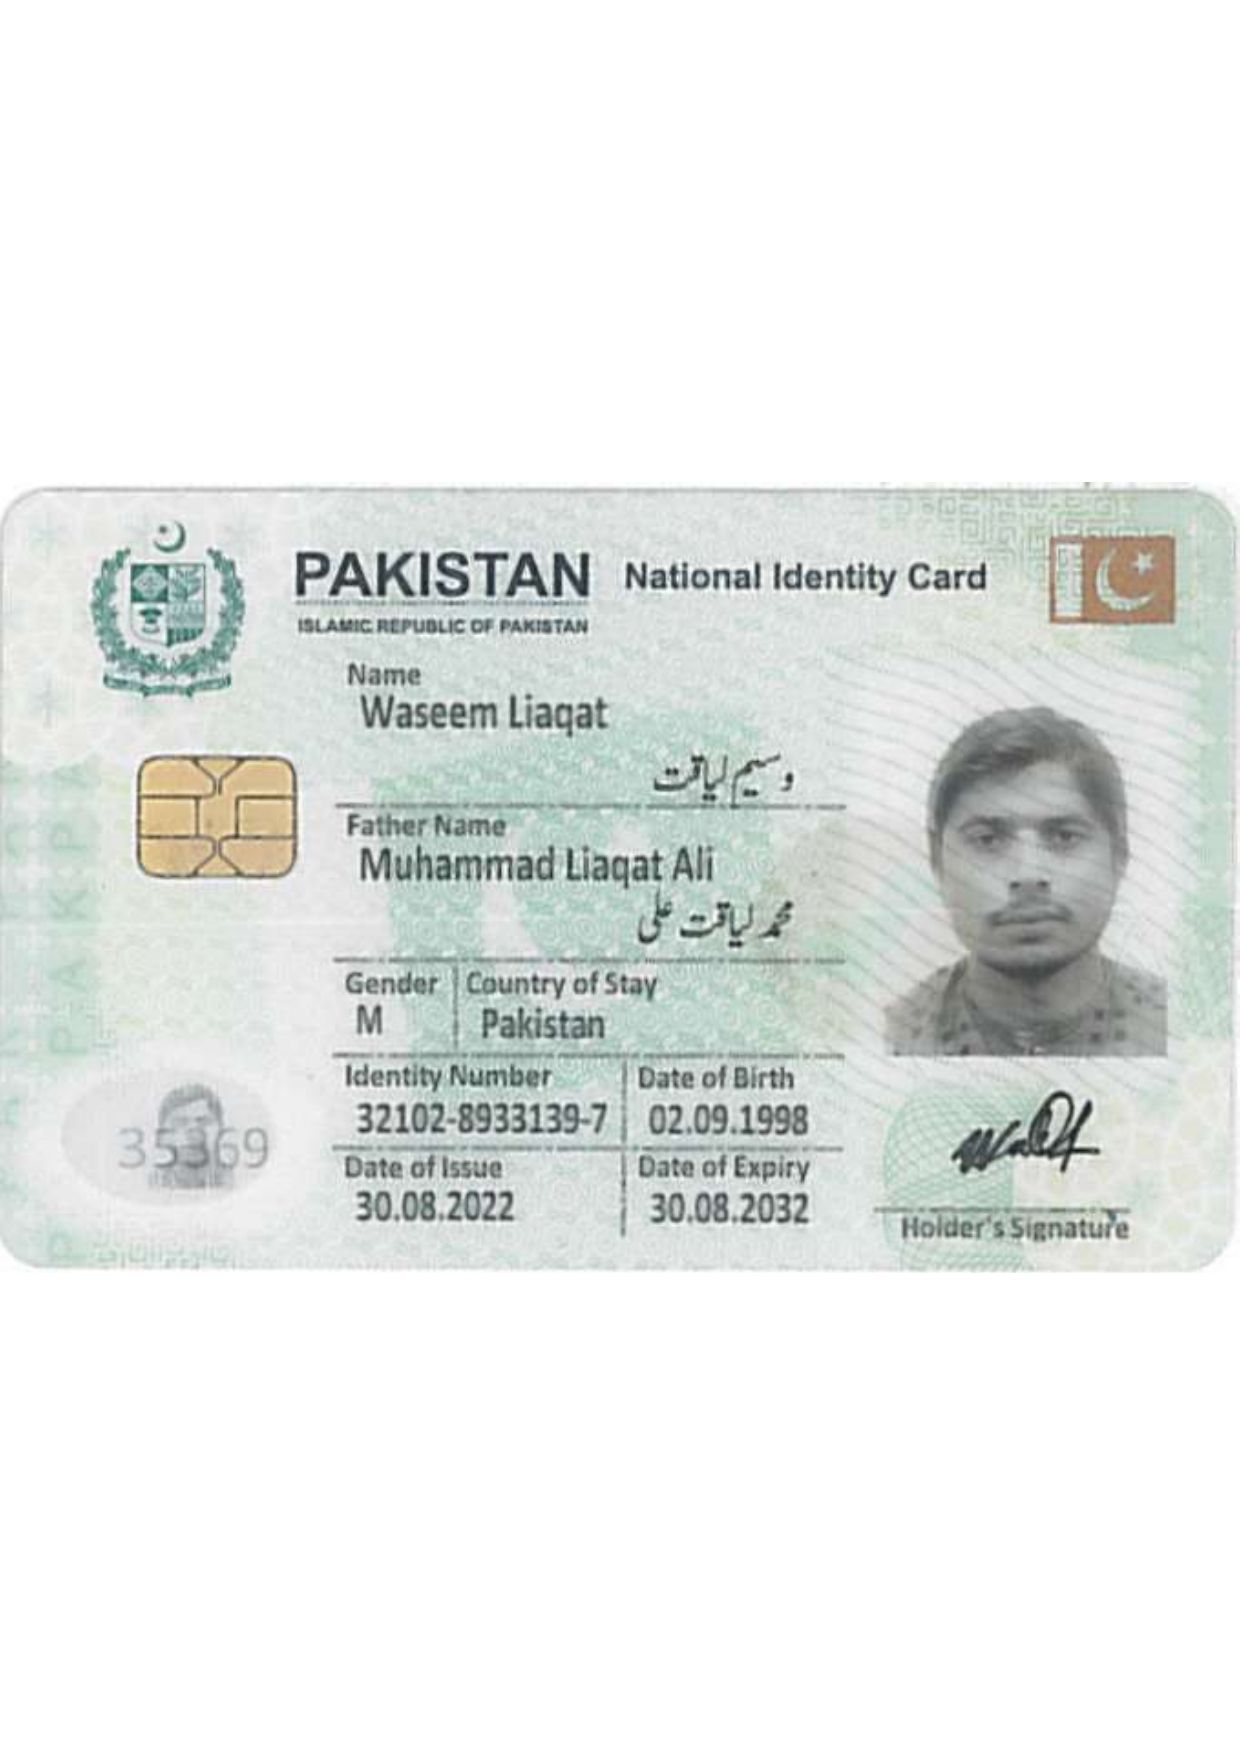 PAKISTAN National Identity Card
ISLAMIC REPUBLIC OF PAKISTAN
Name
Waseem Liaqat
وسیم لیاقت
Father Name
Muhammad Liaqat Ali
محمد لیاقت علی
Gender Country of Stay
M Pakistan
Identity Number Date of Birth
32102-8933139-7 02.09.1998
35369
Date of Issue Date of Expiry
30.08.2022 30.08.2032
Holder's Signature